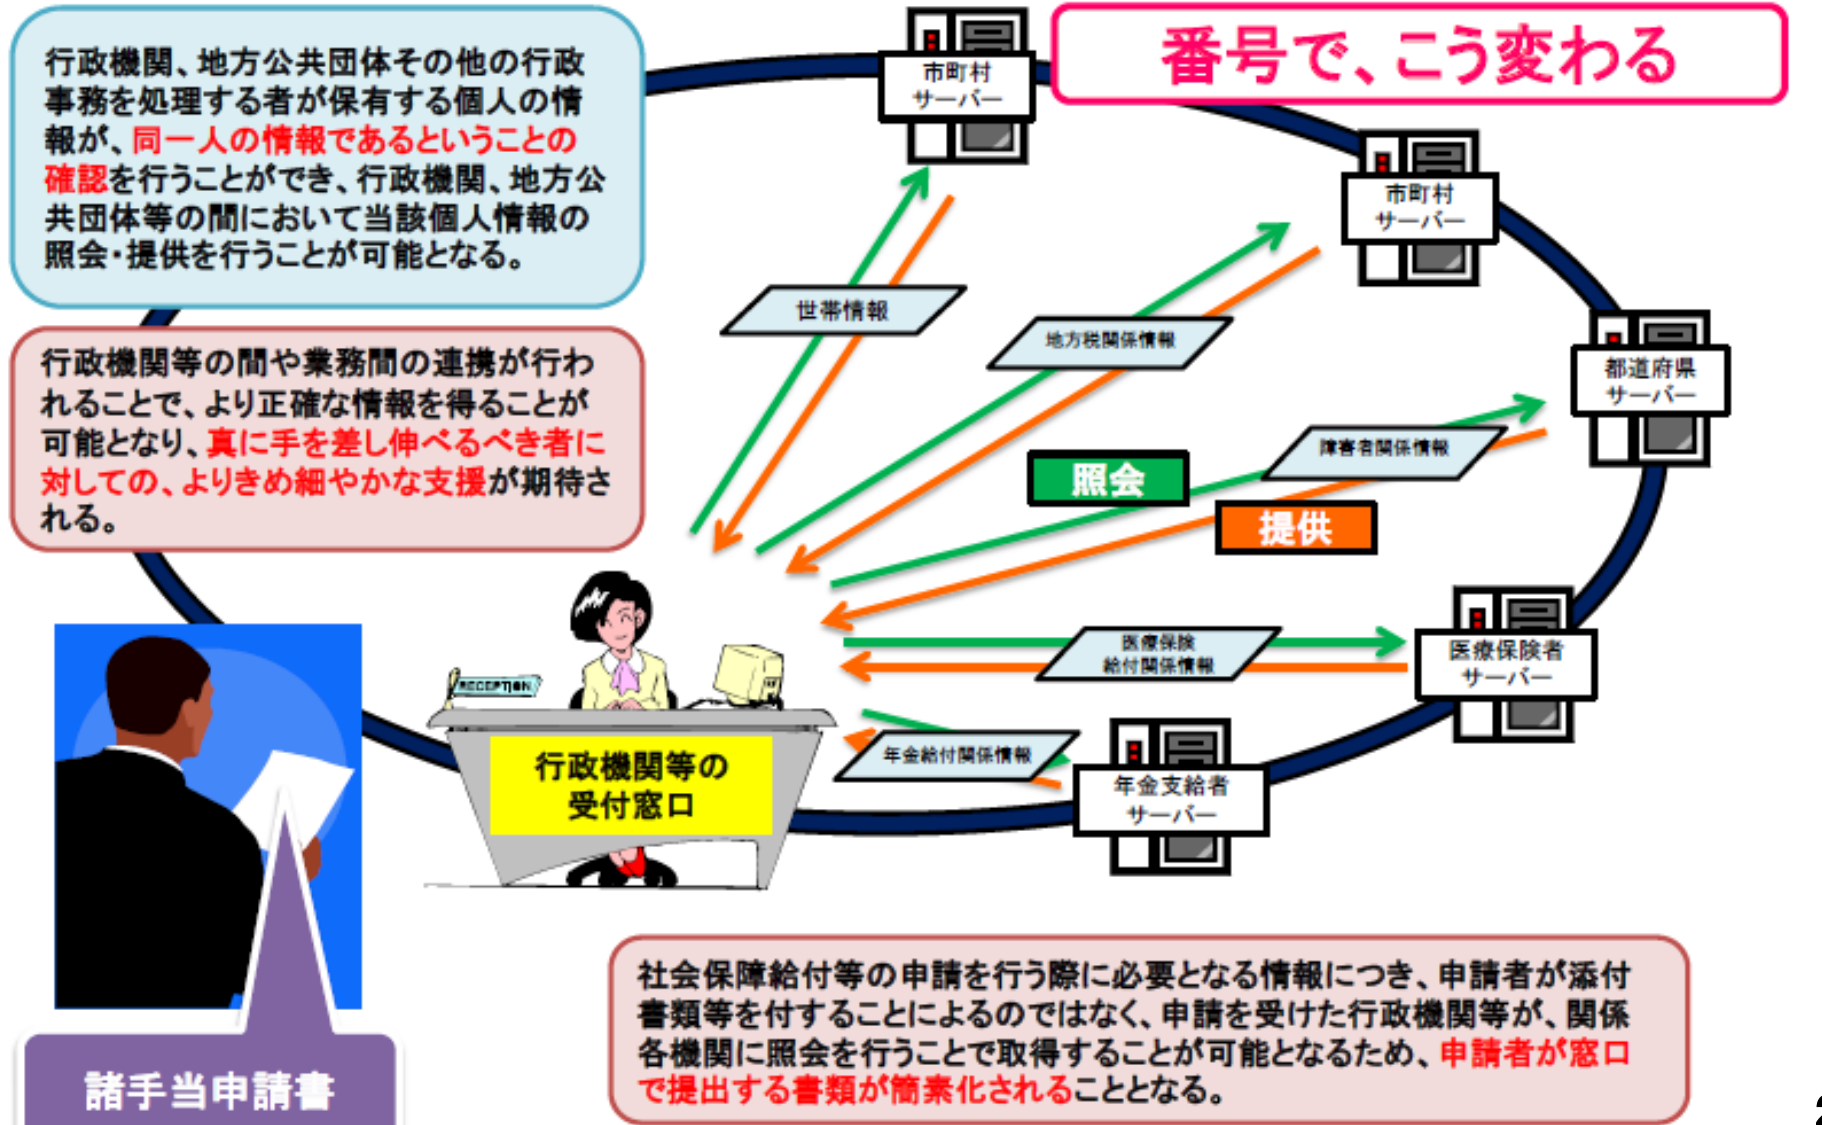 番号で、こう変わる
行政機関、地方公共団体その他の行政
事務を処理する者が保有する個人の情
報が、同一人の情報であるということの
確認を行うことができ、行政機関、地方公
共団体等の間において当該個人情報の
照会・提供を行うことが可能となる。
行政機関等の間や業務間の連携が行わ
れることで、より正確な情報を得ることが
可能となり、真に手を差し伸べるべき者に
対しての、よりきめ細やかな支援が期待さ
れる。
市町村
サーバー
市町村
サーバー
都道府県
サーバー
医療保険者
サーバー
年金支給者
サーバー
世帯情報
地方税関係情報
障害者関係情報
照会
提供
医療保険
給付関係情報
年金給付関係情報
RECEPTION
行政機関等の
受付窓口
諸手当申請書
社会保障給付等の申請を行う際に必要となる情報につき、申請者が添付
書類等を付することによるのではなく、申請を受けた行政機関等が、関係
各機関に照会を行うことで取得することが可能となるため、申請者が窓口
で提出する書類が簡素化されることとなる。